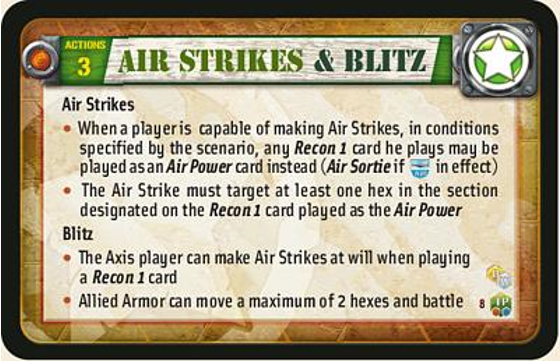 ACTIONS
3
AIR STRIKES & BLITZ
Air Strikes
• When a player is capable of making Air Strikes, in conditions
specified by the scenario, any Recon 1 card he plays may be
played as an Air Power card instead (Air Sortie if in effect)
• The Air Strike must target at least one hex in the section
designated on the Recon 1 card played as the Air Power
Blitz
• The Axis player can make Air Strikes at will when playing
a Recon 1 card
• Allied Armor can move a maximum of 2 hexes and battle
8